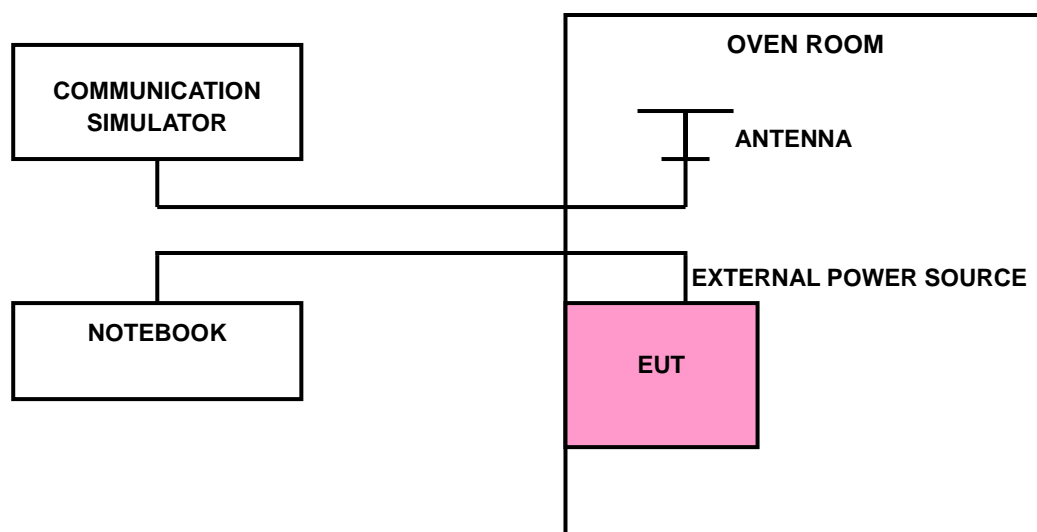 OVEN ROOM
COMMUNICATION
SIMULATOR
ANTENNA
EXTERNAL POWER SOURCE
NOTEBOOK
EUT